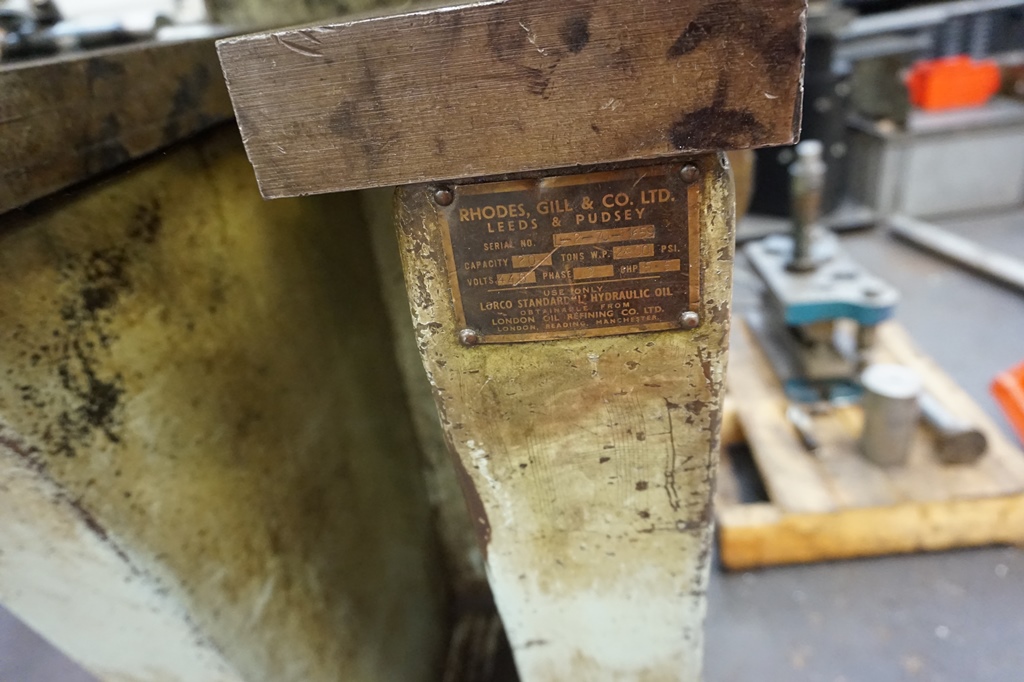 RHODES, GILL & CO. LTD.
LEEDS & PUDSEY
SERIAL NO.
CAPACITY TONS W.P. PSI.
VOLTS PHASE BHP
USE ONLY
LORCO STANDARD "L" HYDRAULIC OIL
OBTAINABLE FROM
LONDON OIL REFINING CO. LTD.
LONDON, READING, MANCHESTER.